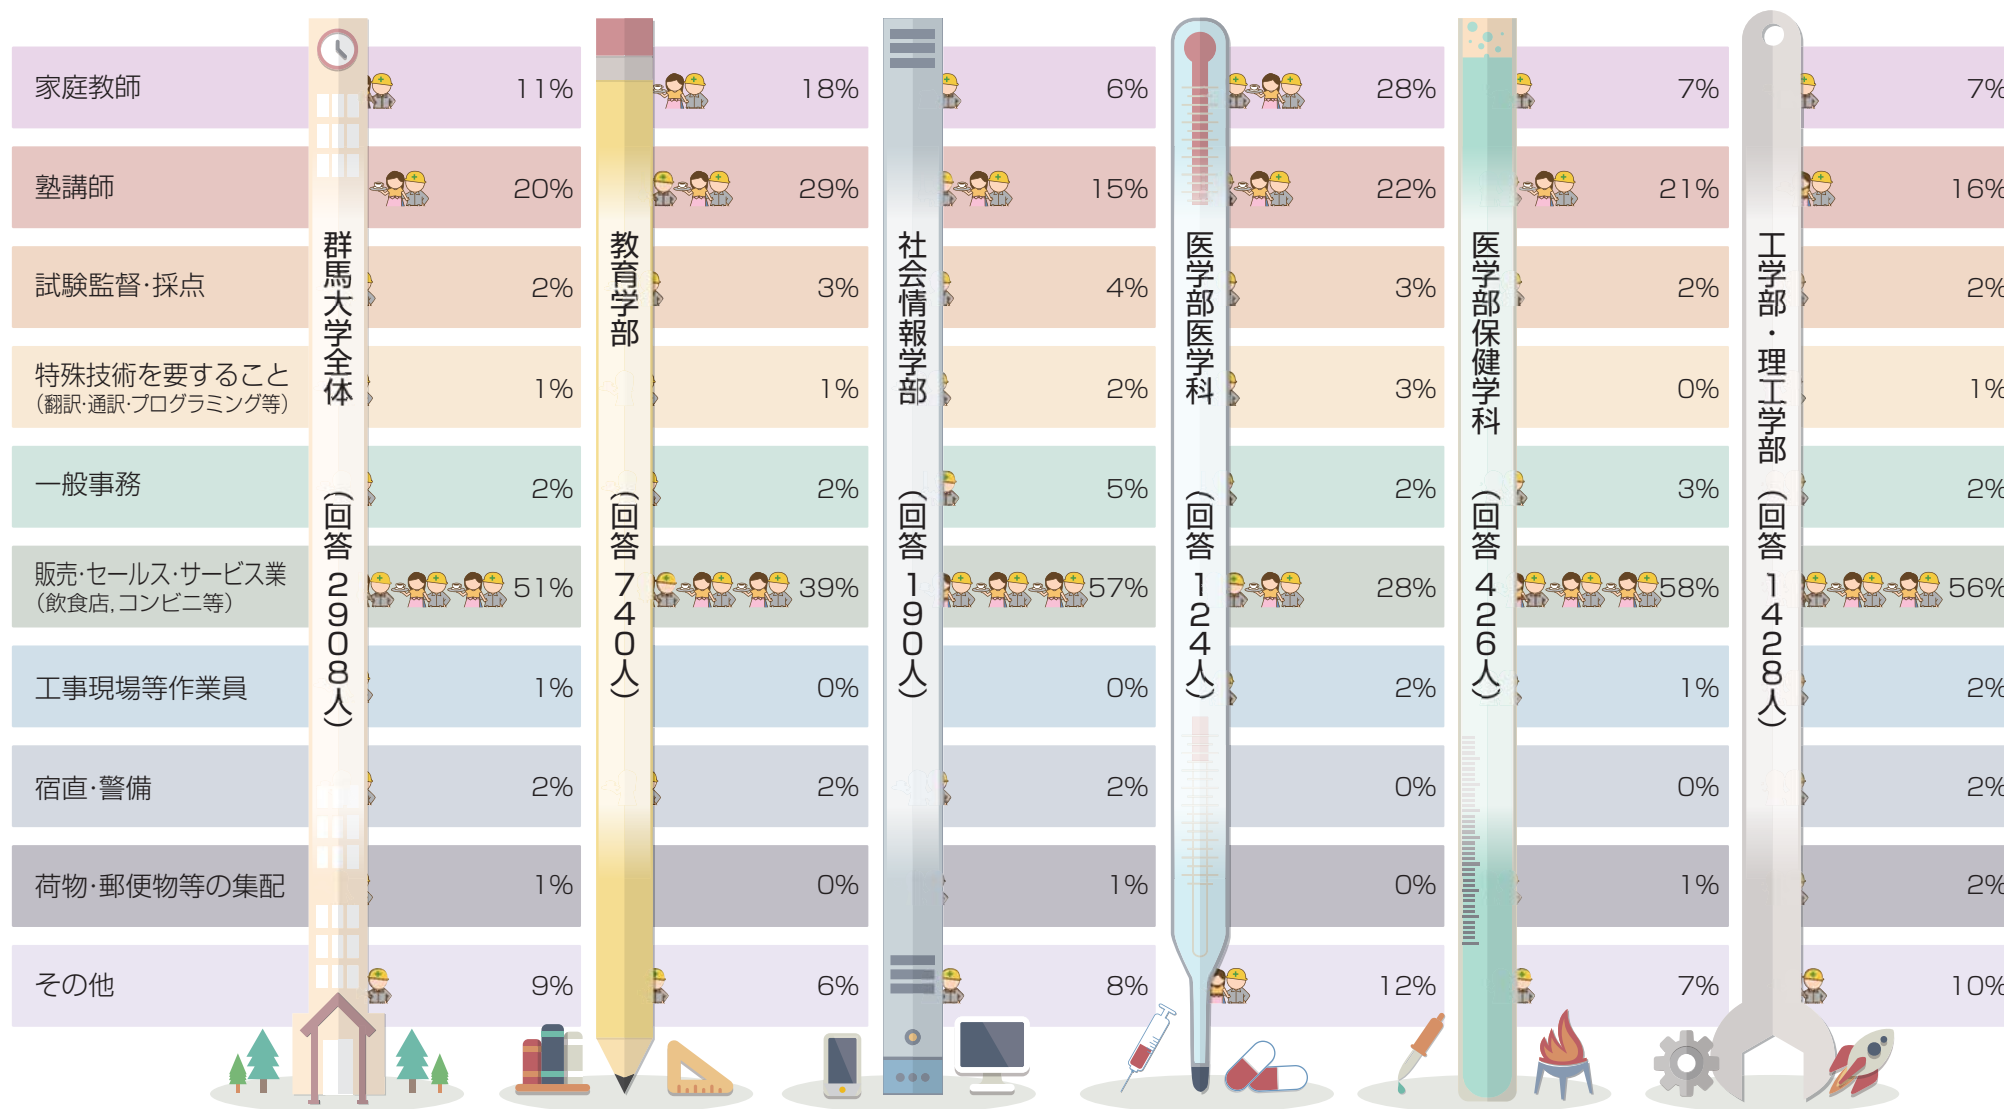 群馬大学全体（回答2908人）
教育学部（回答740人）
社会情報学部（回答190人）
医学部医学科（回答124人）
医学部保健学科（回答426人）
工学部・理工学部（回答1428人）
家庭教師 11% 18% 6% 28% 7% 7%
塾講師 20% 29% 15% 22% 21% 16%
試験監督･採点 2% 3% 4% 3% 2% 2%
特殊技術を要すること
（翻訳･通訳･プログラミング等） 1% 1% 2% 3% 0% 1%
一般事務 2% 2% 5% 2% 3% 2%
販売･セールス･サービス業
（飲食店,コンビニ等） 51% 39% 57% 28% 58% 56%
工事現場等作業員 1% 0% 0% 2% 1% 2%
宿直･警備 2% 2% 2% 0% 0% 2%
荷物･郵便物等の集配 1% 0% 1% 0% 1% 2%
その他 9% 6% 8% 12% 7% 10%